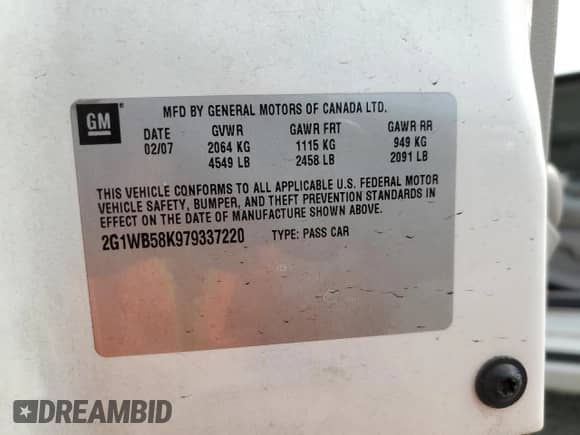 GM
MFD BY GENERAL MOTORS OF CANADA LTD.
DATE GVWR GAWR FRT GAWR RR
02/07 2064 KG 1115 KG 949 KG
4549 LB 2458 LB 2091 LB
THIS VEHICLE CONFORMS TO ALL APPLICABLE U.S. FEDERAL MOTOR
VEHICLE SAFETY, BUMPER, AND THEFT PREVENTION STANDARDS IN
EFFECT ON THE DATE OF MANUFACTURE SHOWN ABOVE.
2G1WB58K979337220 TYPE: PASS CAR
DREAMBID